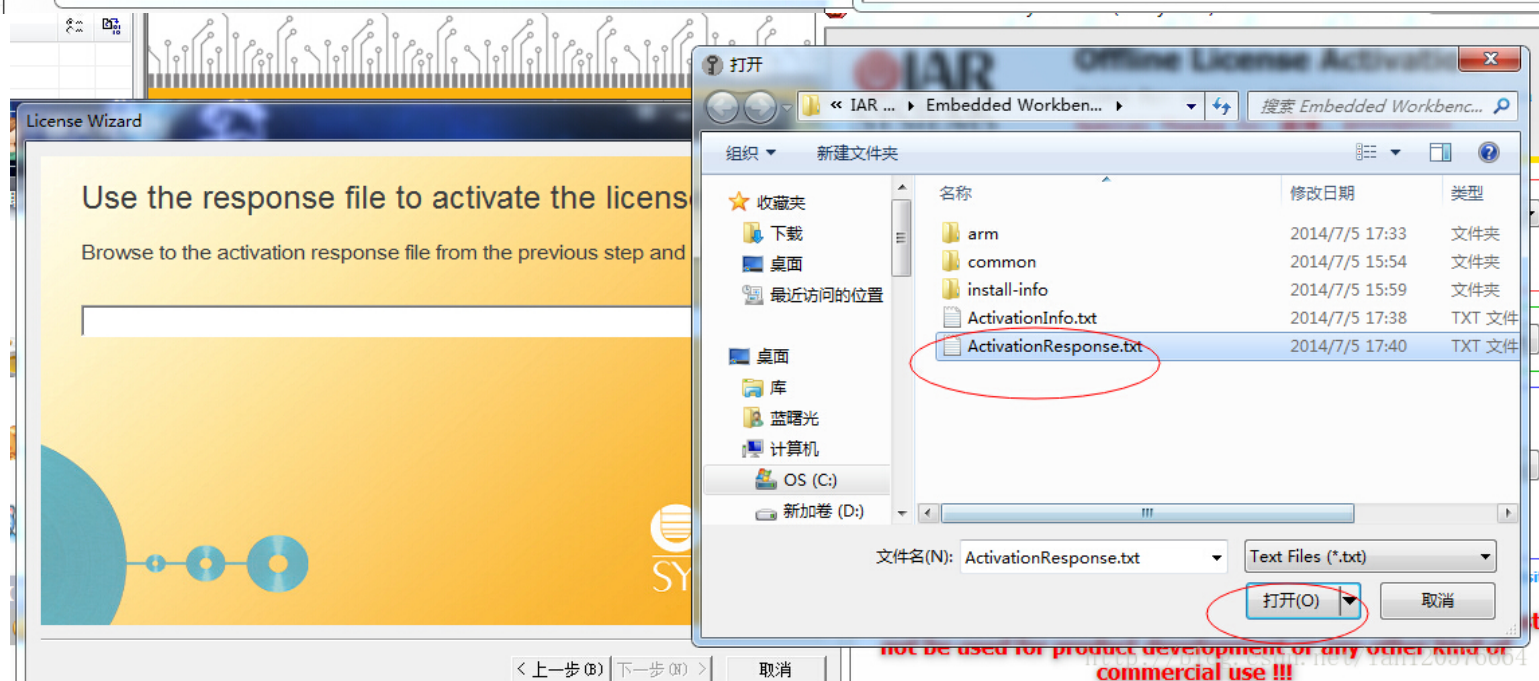 License Wizard
Use the response file to activate the licens
Browse to the activation response file from the previous step and
SY
< 上一步(B)
下一步(N) >
取消
IAR
Offline License Activatio
打开
« IAR ... ▸ Embedded Workben... ▸
搜索 Embedded Workbenc...
组织
新建文件夹
收藏夹
下载
桌面
最近访问的位置
桌面
库
蓝曙光
计算机
OS (C:)
新加卷 (D:)
名称 修改日期 类型
arm 2014/7/5 17:33 文件夹
common 2014/7/5 15:54 文件夹
install-info 2014/7/5 15:59 文件夹
ActivationInfo.txt 2014/7/5 17:38 TXT 文件
ActivationResponse.txt 2014/7/5 17:40 TXT 文件
文件名(N): ActivationResponse.txt Text Files (*.txt)
打开(O) 取消
not be used for product development or any other kind of
commercial use !!!